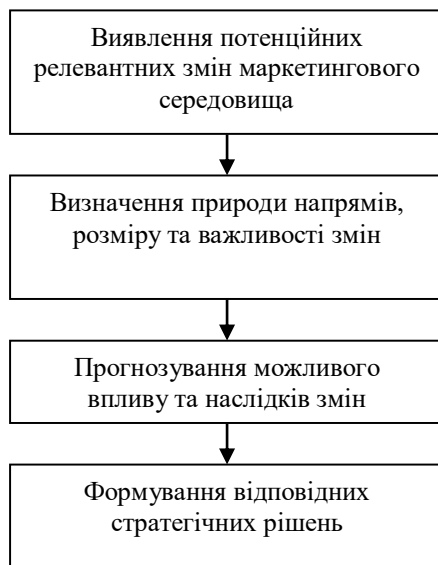 Виявлення потенційних
релевантних змін маркетингового
середовища
Визначення природи напрямів,
розміру та важливості змін
Прогнозування можливого
впливу та наслідків змін
Формування відповідних
стратегічних рішень